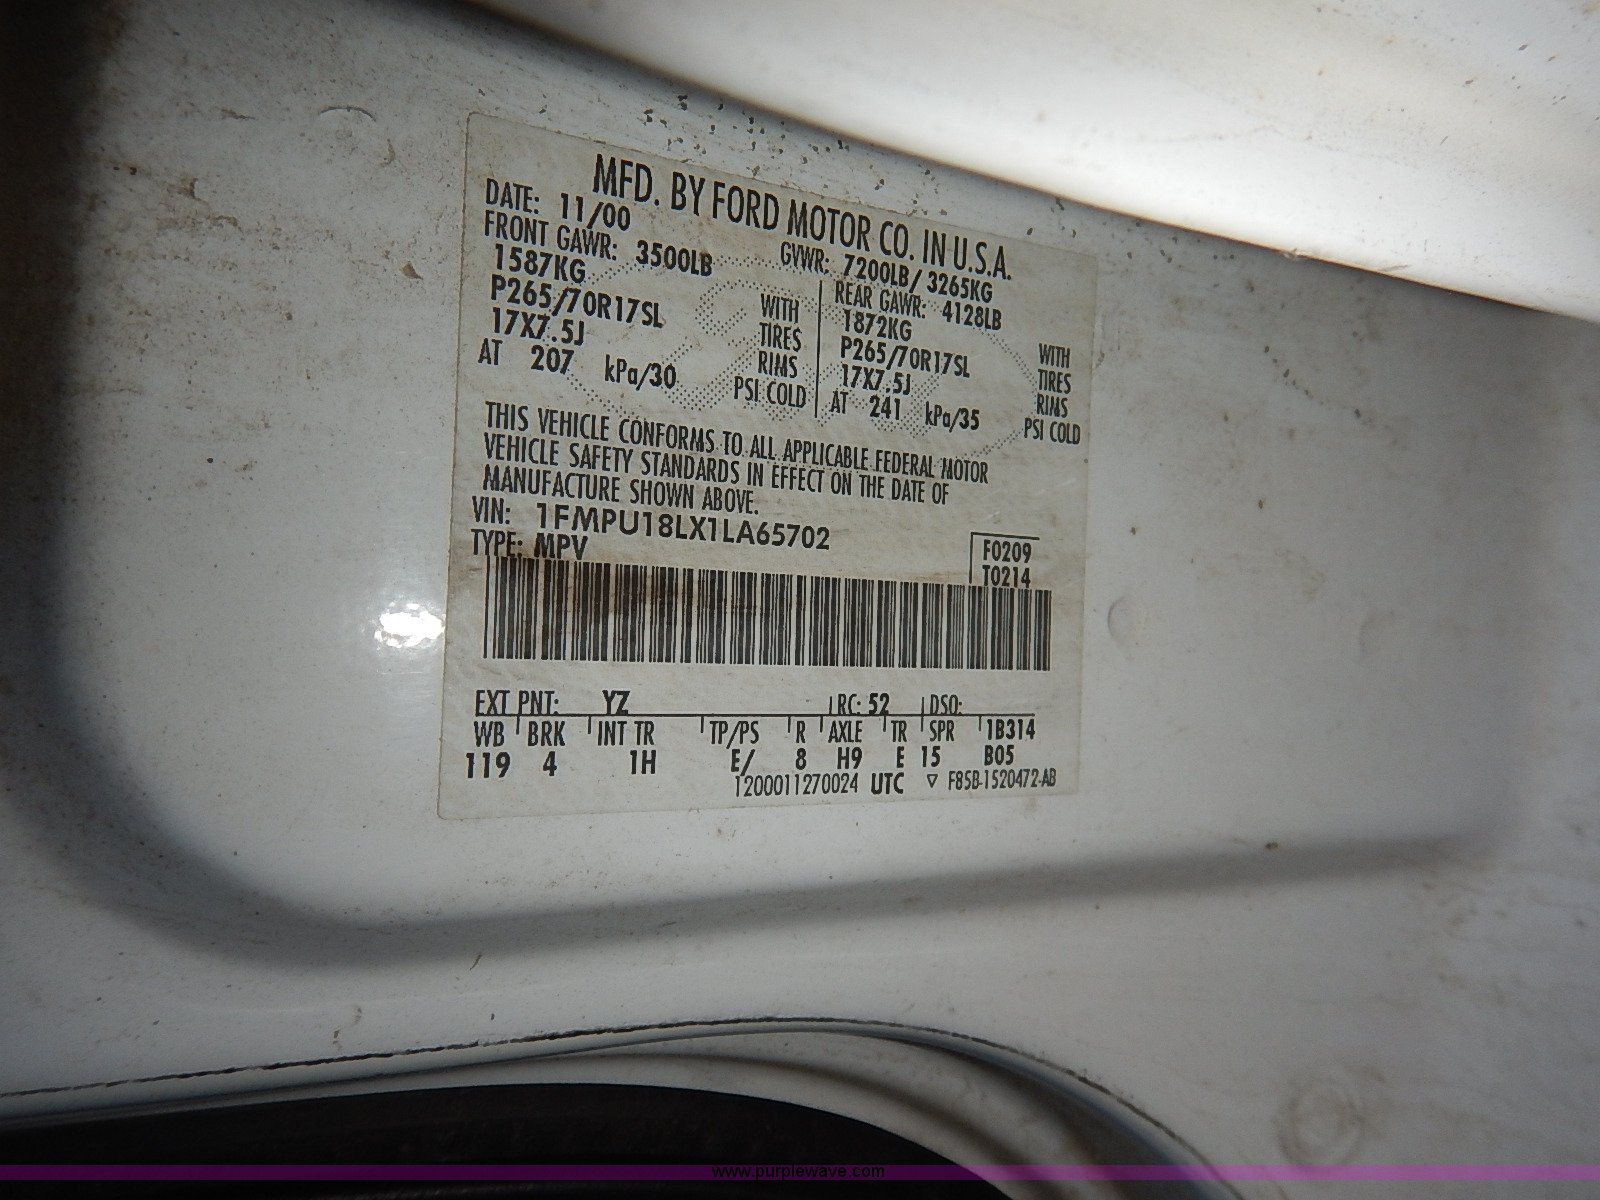 MFD. BY FORD MOTOR CO. IN U.S.A.
DATE: 11/00
GVWR: 7200LB/ 3265KG
FRONT GAWR: 3500LB
1587KG
P265/70R17SL
17X7.5J
AT 207 kPa/30
WITH
TIRES
RIMS
PSI COLD
REAR GAWR: 4128LB
1872KG
P265/70R17SL
17X7.5J
AT 241 kPa/35
WITH
TIRES
RIMS
PSI COLD
THIS VEHICLE CONFORMS TO ALL APPLICABLE FEDERAL MOTOR
VEHICLE SAFETY STANDARDS IN EFFECT ON THE DATE OF
MANUFACTURE SHOWN ABOVE.
VIN: 1FMPU18LX1LA65702
TYPE: MPV
F0209
T0214
EXT PNT: YZ RC: 52 DSO:
WB BRK INT TR TP/PS R AXLE TR SPR 1B314
119 4 1H E/ 8 H9 E 15 B05
1200011270024 UTC ▽ F85B-1520472-AB
www.purplewave.com